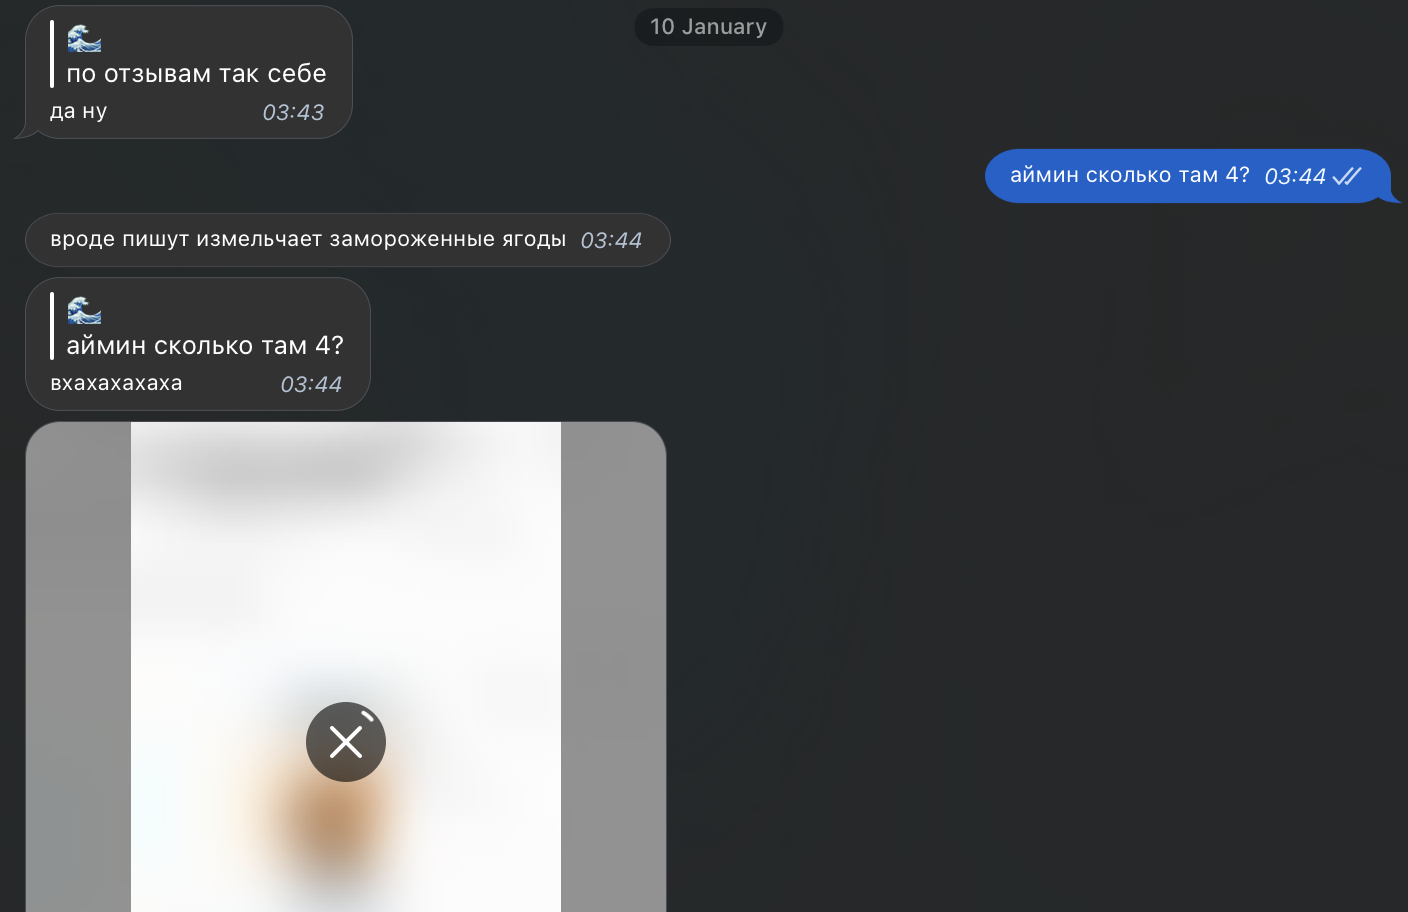 10 January
🌊
по отзывам так себе
да ну 03:43
аймин сколько там 4? 03:44
вроде пишут измельчает замороженные ягоды 03:44
🌊
аймин сколько там 4?
вхахахахаха 03:44